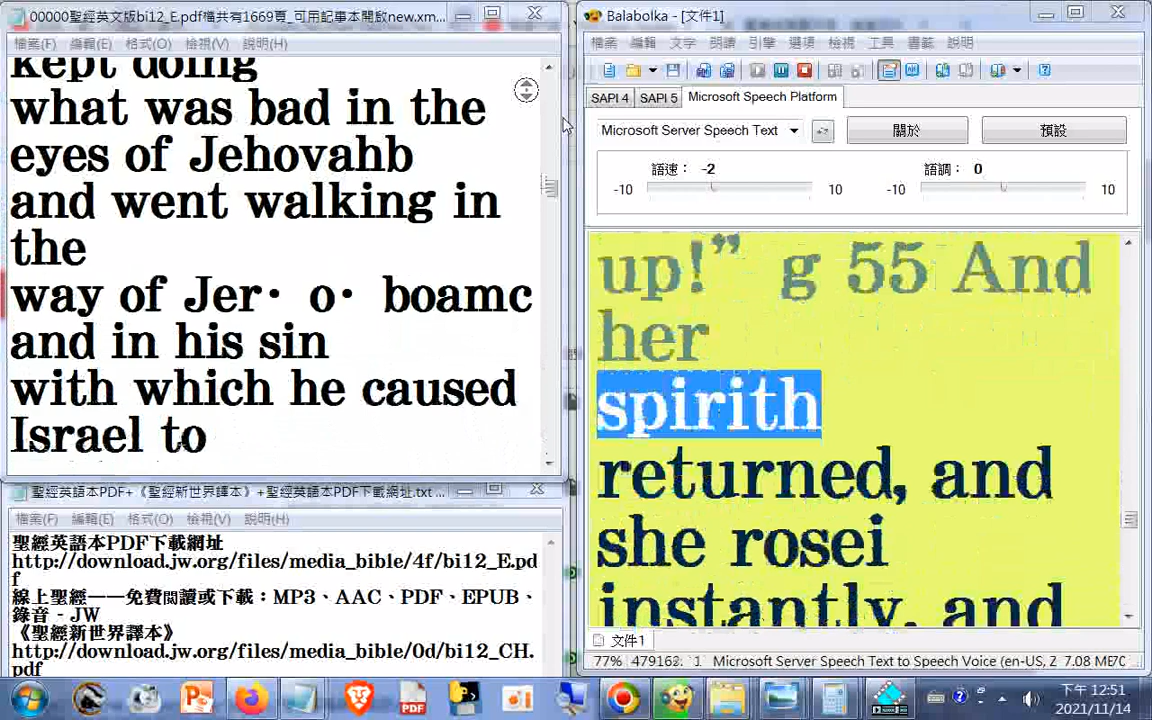 00000聖經英文版bi12_E.pdf檔共有1669頁_可用記事本開啟new.xm...
檔案(F) 編輯(E) 格式(O) 檢視(V) 說明(H)
kept doing
what was bad in the
eyes of Jehovahb
and went walking in
the
way of Jer· o· boamc
and in his sin
with which he caused
Israel to
聖經英語本PDF+《聖經新世界譯本》+聖經英語本PDF下載網址.txt ...
檔案(F) 編輯(E) 格式(O) 檢視(V) 說明(H)
聖經英語本PDF下載網址
http://download.jw.org/files/media_bible/4f/bi12_E.pd
f
線上聖經——免費閱讀或下載：MP3、AAC、PDF、EPUB、
錄音 - JW
《聖經新世界譯本》
http://download.jw.org/files/media_bible/0d/bi12_CH.
pdf
Balabolka - [文件1]
檔案 編輯 文字 朗讀 引擎 選項 檢視 工具 書籤 說明
SAPI 4 SAPI 5 Microsoft Speech Platform
Microsoft Server Speech Text
關於
預設
語速： -2
語調： 0
-10 10 -10 10
up!” g 55 And
her
spirith
returned, and
she rosei
instantly, and
文件1
77% 479162: 1 Microsoft Server Speech Text to Speech Voice (en-US, Z 7.08 ME
下午 12:51
2021/11/14